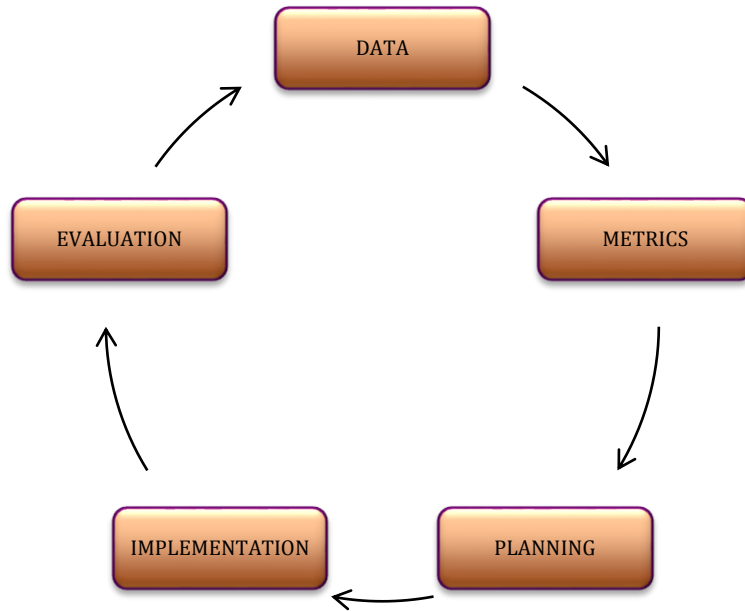 DATA
METRICS
PLANNING
IMPLEMENTATION
EVALUATION